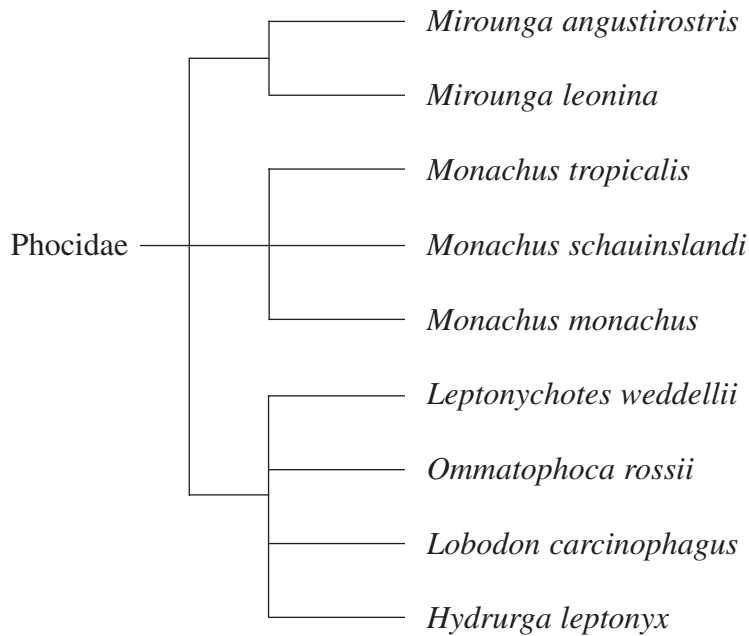 Mirounga angustirostris
Mirounga leonina
Monachus tropicalis
Phocidae
Monachus schauinslandi
Monachus monachus
Leptonychotes weddellii
Ommatophoca rossii
Lobodon carcinophagus
Hydrurga leptonyx